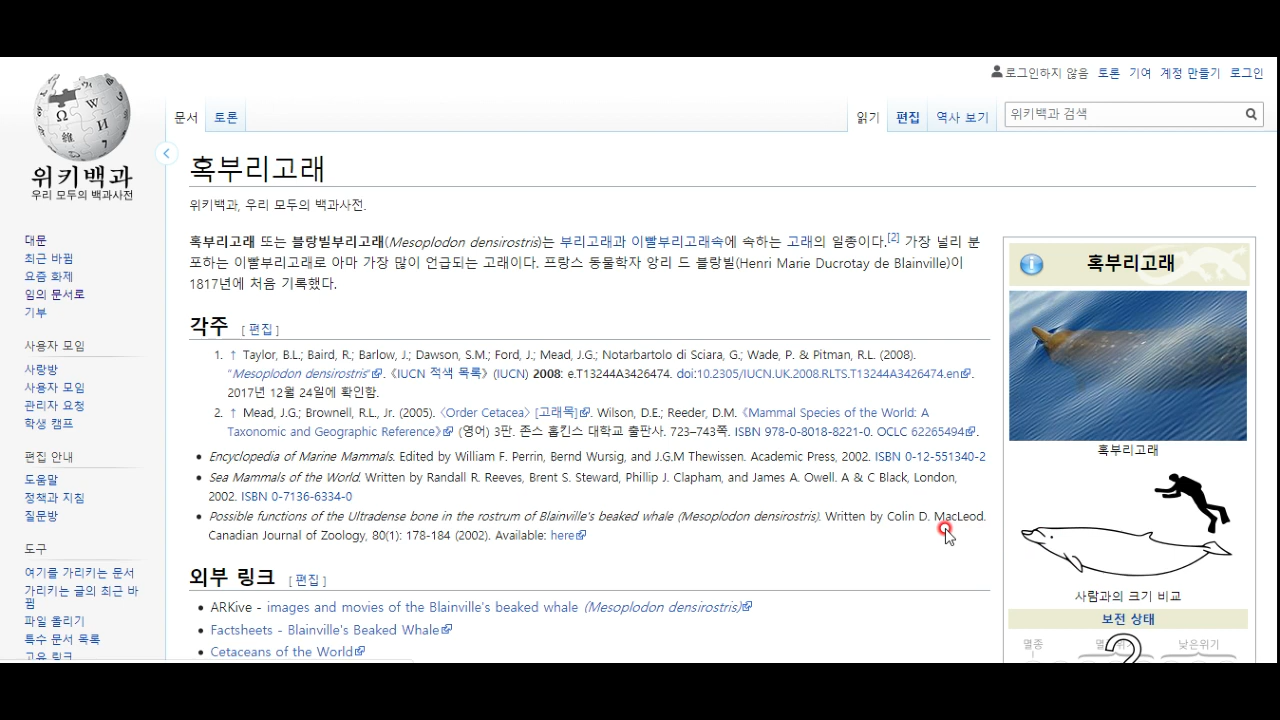 로그인하지 않음 토론 기여 계정 만들기 로그인
문서 토론 읽기 편집 역사 보기 위키백과 검색
위키백과
우리 모두의 백과사전
대문
최근 바뀜
요즘 화제
임의 문서로
기부
사용자 모임
사랑방
사용자 모임
관리자 요청
학생 캠프
편집 안내
도움말
정책과 지침
질문방
도구
여기를 가리키는 문서
가리키는 글의 최근 바
뀜
파일 올리기
특수 문서 목록
고유 링크
혹부리고래
위키백과, 우리 모두의 백과사전.
혹부리고래 또는 블랑빌부리고래(Mesoplodon densirostris)는 부리고래과 이빨부리고래속에 속하는 고래의 일종이다.[2] 가장 널리 분
포하는 이빨부리고래로 아마 가장 많이 언급되는 고래이다. 프랑스 동물학자 앙리 드 블랑빌(Henri Marie Ducrotay de Blainville)이
1817년에 처음 기록했다.
각주 [ 편집 ]
1. ↑ Taylor, B.L.; Baird, R.; Barlow, J.; Dawson, S.M.; Ford, J.; Mead, J.G.; Notarbartolo di Sciara, G.; Wade, P. & Pitman, R.L. (2008).
"Mesoplodon densirostris". 《IUCN 적색 목록》 (IUCN) 2008: e.T13244A3426474. doi:10.2305/IUCN.UK.2008.RLTS.T13244A3426474.en.
2017년 12월 24일에 확인함.
2. ↑ Mead, J.G.; Brownell, R.L., Jr. (2005). 〈Order Cetacea〉 [고래목]. Wilson, D.E.; Reeder, D.M. 《Mammal Species of the World: A
Taxonomic and Geographic Reference》 (영어) 3판. 존스 홉킨스 대학교 출판사. 723–743쪽. ISBN 978-0-8018-8221-0. OCLC 62265494.
• Encyclopedia of Marine Mammals. Edited by William F. Perrin, Bernd Wursig, and J.G.M Thewissen. Academic Press, 2002. ISBN 0-12-551340-2
• Sea Mammals of the World. Written by Randall R. Reeves, Brent S. Steward, Phillip J. Clapham, and James A. Owell. A & C Black, London,
2002. ISBN 0-7136-6334-0
• Possible functions of the Ultradense bone in the rostrum of Blainville's beaked whale (Mesoplodon densirostris). Written by Colin D. MacLeod.
Canadian Journal of Zoology, 80(1): 178-184 (2002). Available: here
외부 링크 [ 편집 ]
• ARKive - images and movies of the Blainville's beaked whale (Mesoplodon densirostris)
• Factsheets - Blainville's Beaked Whale
• Cetaceans of the World
혹부리고래
혹부리고래
사람과의 크기 비교
보전 상태
멸종 낮은위기
?